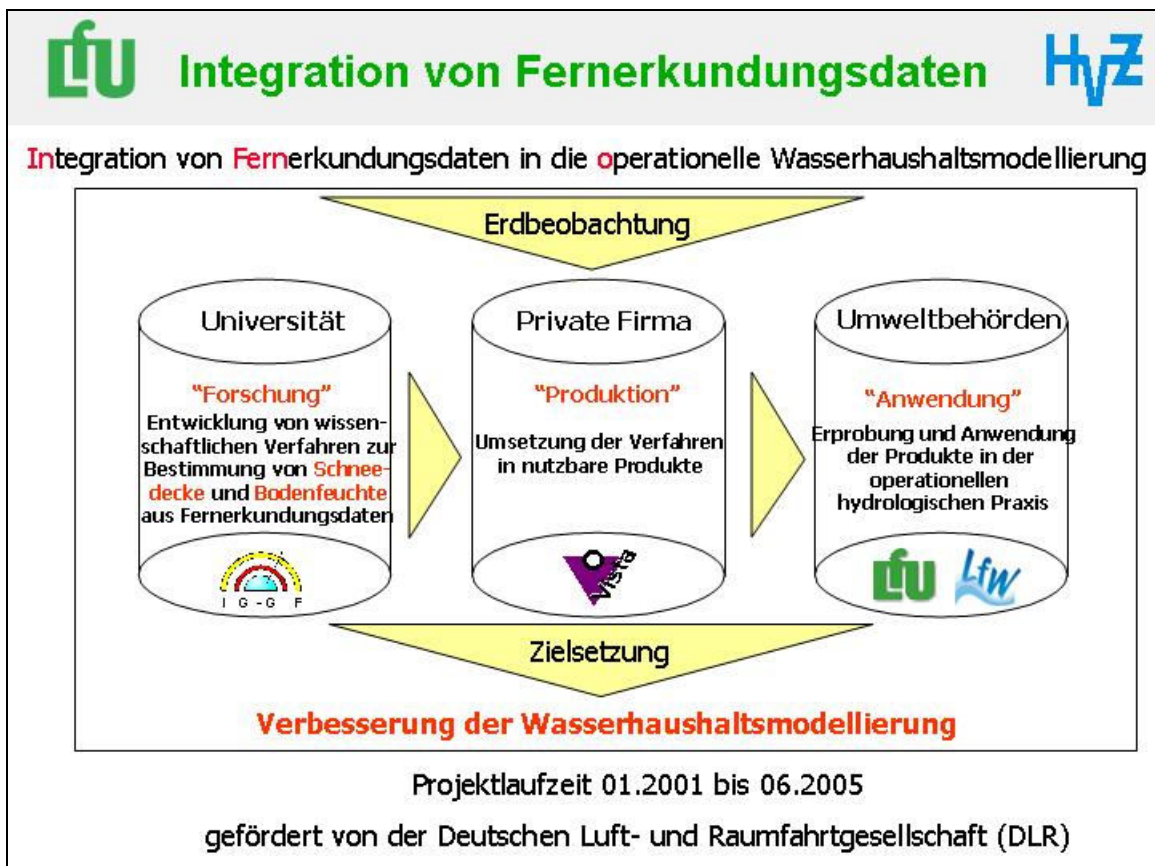 LfU
Integration von Fernerkundungsdaten
HVZ
Integration von Fernerkundungsdaten in die operationelle Wasserhaushaltsmodellierung
Erdbeobachtung
Universität
"Forschung"
Entwicklung von wissen-
schaftlichen Verfahren zur
Bestimmung von Schnee-
decke und Bodenfeuchte
aus Fernerkundungsdaten
I G - G F
Private Firma
"Produktion"
Umsetzung der Verfahren
in nutzbare Produkte
Vista
Umweltbehörden
"Anwendung"
Erprobung und Anwendung
der Produkte in der
operationellen
hydrologischen Praxis
LfU
LfW
Zielsetzung
Verbesserung der Wasserhaushaltsmodellierung
Projektlaufzeit 01.2001 bis 06.2005
gefördert von der Deutschen Luft- und Raumfahrtgesellschaft (DLR)